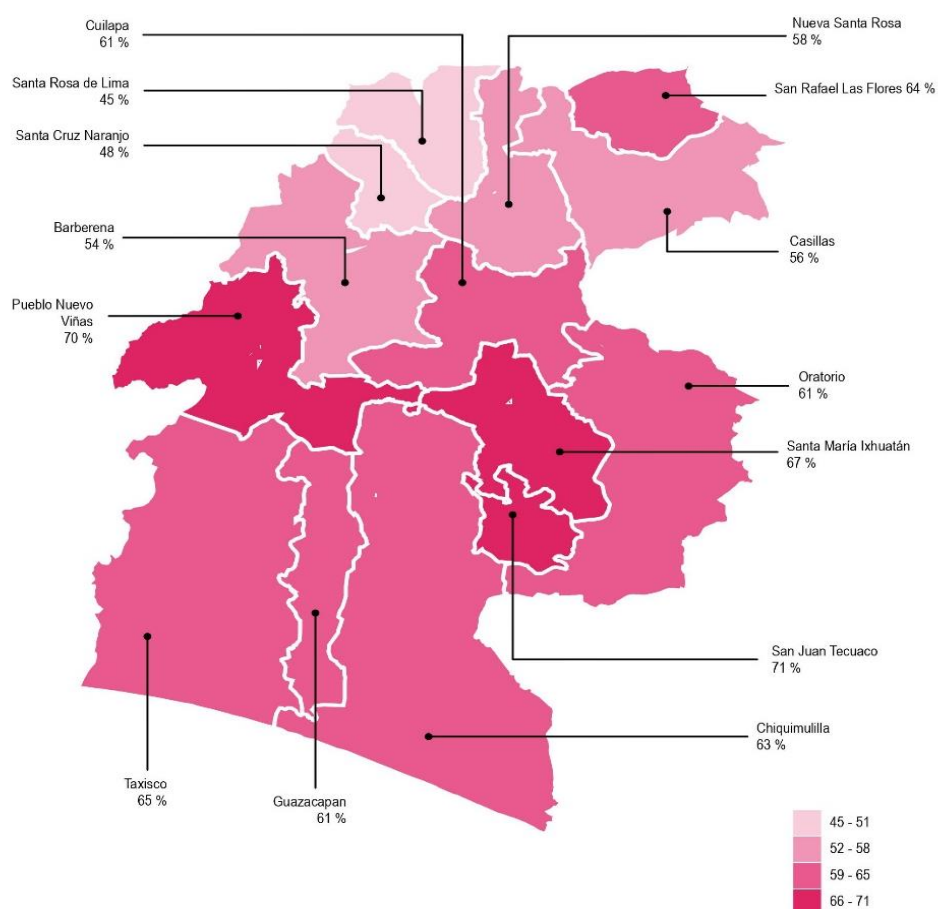 Cuilapa
61 %
Nueva Santa Rosa
58 %
Santa Rosa de Lima
45 %
San Rafael Las Flores 64 %
Santa Cruz Naranjo
48 %
Barberena
54 %
Casillas
56 %
Pueblo Nuevo
Viñas
70 %
Oratorio
61 %
Santa María Ixhuatán
67 %
San Juan Tecuaco
71 %
Chiquimulilla
63 %
Taxisco
65 %
Guazacapan
61 %
45 - 51
52 - 58
59 - 65
66 - 71